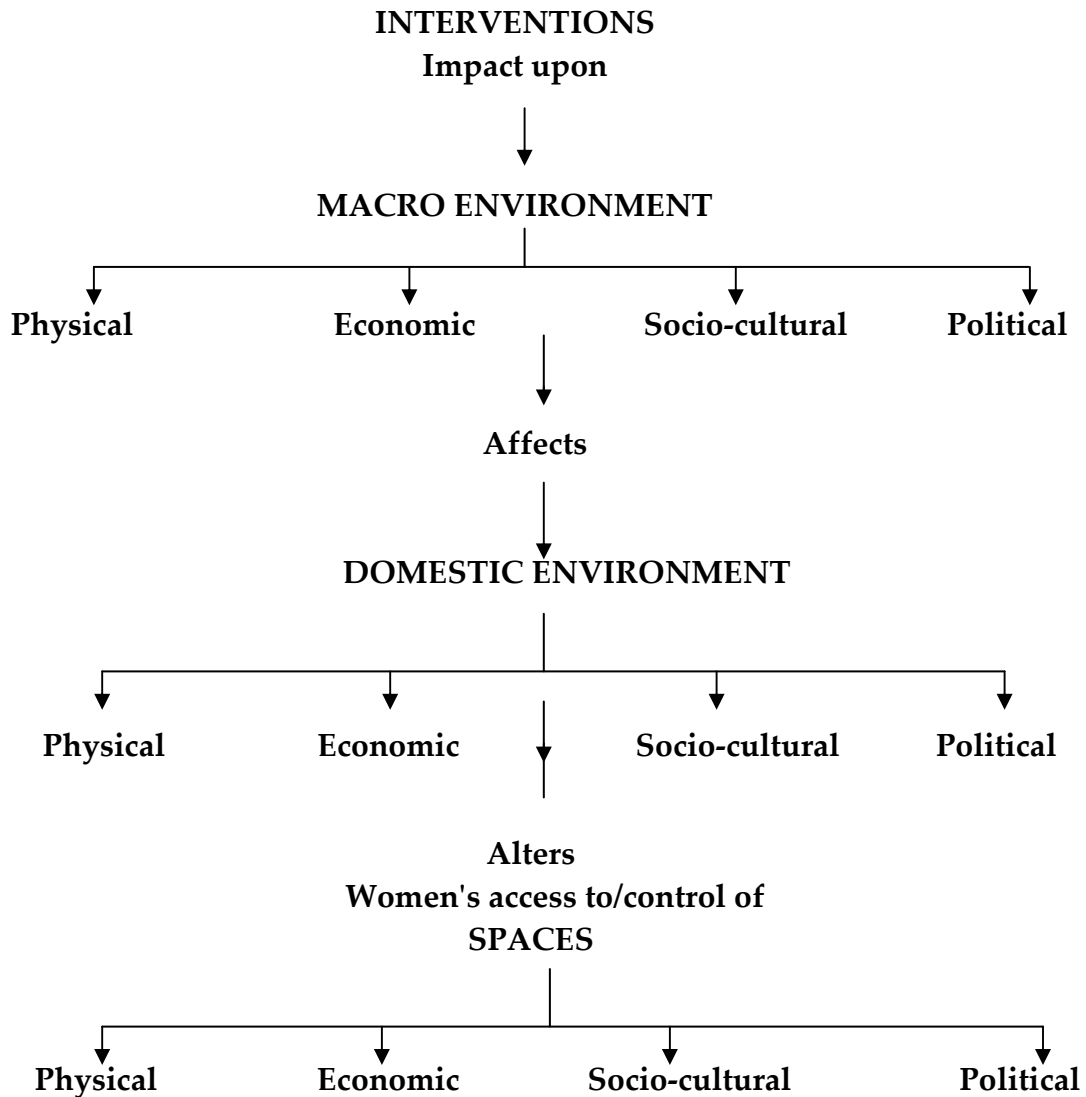 INTERVENTIONS
Impact upon
MACRO ENVIRONMENT
Physical Economic Socio-cultural Political
Affects
DOMESTIC ENVIRONMENT
Physical Economic Socio-cultural Political
Alters
Women's access to/control of
SPACES
Physical Economic Socio-cultural Political